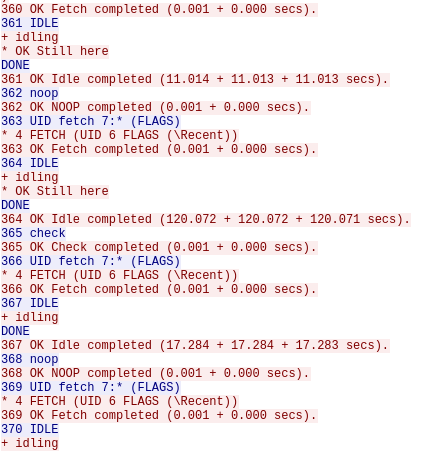 360 OK Fetch completed (0.001 + 0.000 secs).
361 IDLE
+ idling
* OK Still here
DONE
361 OK Idle completed (11.014 + 11.013 + 11.013 secs).
362 noop
362 OK NOOP completed (0.001 + 0.000 secs).
363 UID fetch 7:* (FLAGS)
* 4 FETCH (UID 6 FLAGS (\Recent))
363 OK Fetch completed (0.001 + 0.000 secs).
364 IDLE
+ idling
* OK Still here
DONE
364 OK Idle completed (120.072 + 120.072 + 120.071 secs).
365 check
365 OK Check completed (0.001 + 0.000 secs).
366 UID fetch 7:* (FLAGS)
* 4 FETCH (UID 6 FLAGS (\Recent))
366 OK Fetch completed (0.001 + 0.000 secs).
367 IDLE
+ idling
DONE
367 OK Idle completed (17.284 + 17.284 + 17.283 secs).
368 noop
368 OK NOOP completed (0.001 + 0.000 secs).
369 UID fetch 7:* (FLAGS)
* 4 FETCH (UID 6 FLAGS (\Recent))
369 OK Fetch completed (0.001 + 0.000 secs).
370 IDLE
+ idling